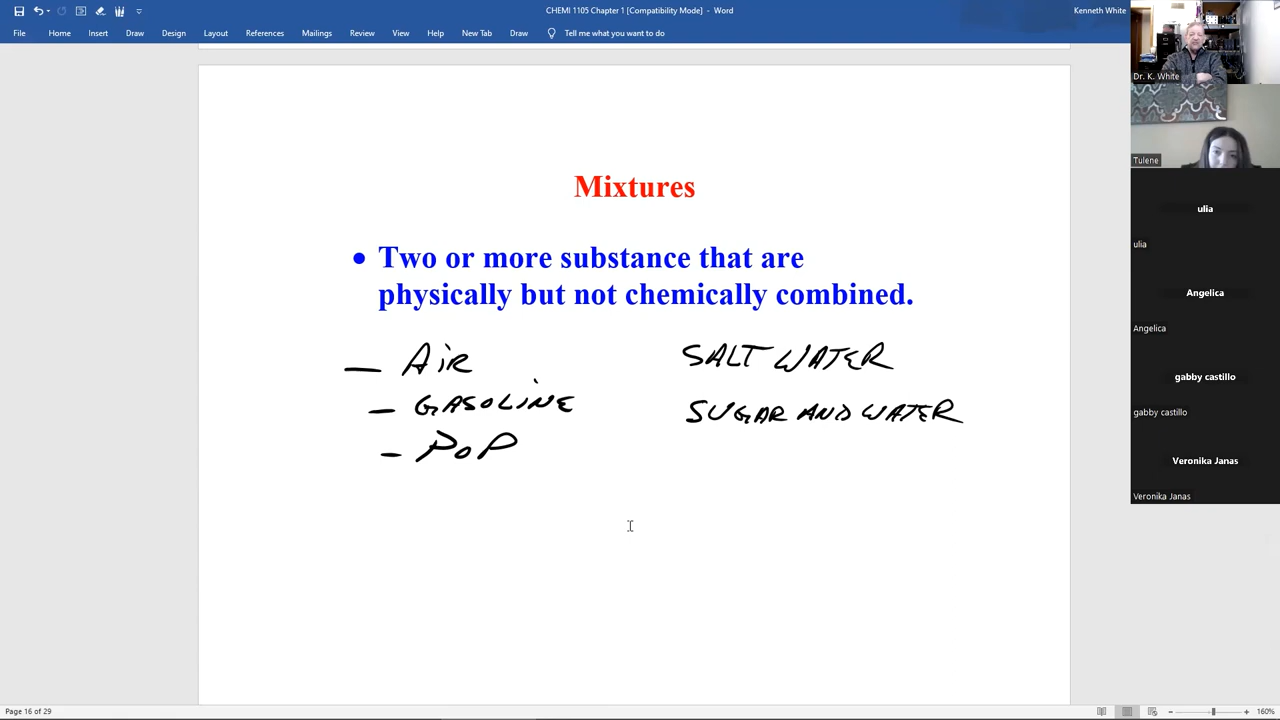 CHEMI 1105 Chapter 1 [Compatibility Mode] - Word
Kenneth White
File Home Insert Draw Design Layout References Mailings Review View Help New Tab Draw Tell me what you want to do
Mixtures
• Two or more substance that are
physically but not chemically combined.
— AIR
SALT WATER
— GASOLINE
SUGAR AND WATER
— POP
Dr. K. White
Tulene
ulia
ulia
Angelica
Angelica
gabby castillo
gabby castillo
Veronika Janas
Veronika Janas
Page 16 of 29
160%